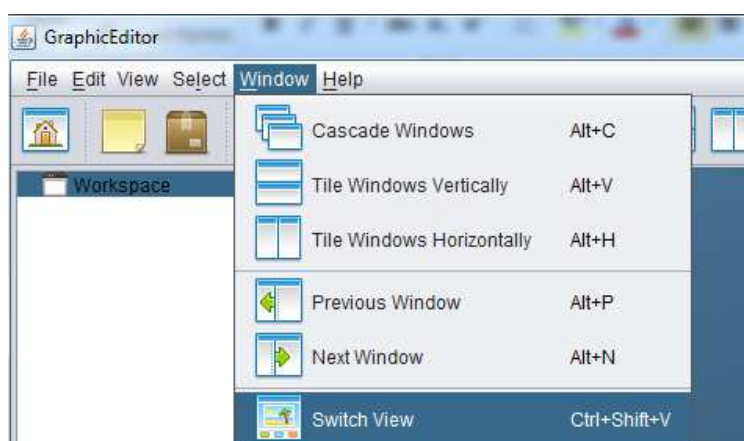 GraphicEditor
File Edit View Select Window Help
Cascade Windows Alt+C
Workspace
Tile Windows Vertically Alt+V
Tile Windows Horizontally Alt+H
Previous Window Alt+P
Next Window Alt+N
Switch View Ctrl+Shift+V